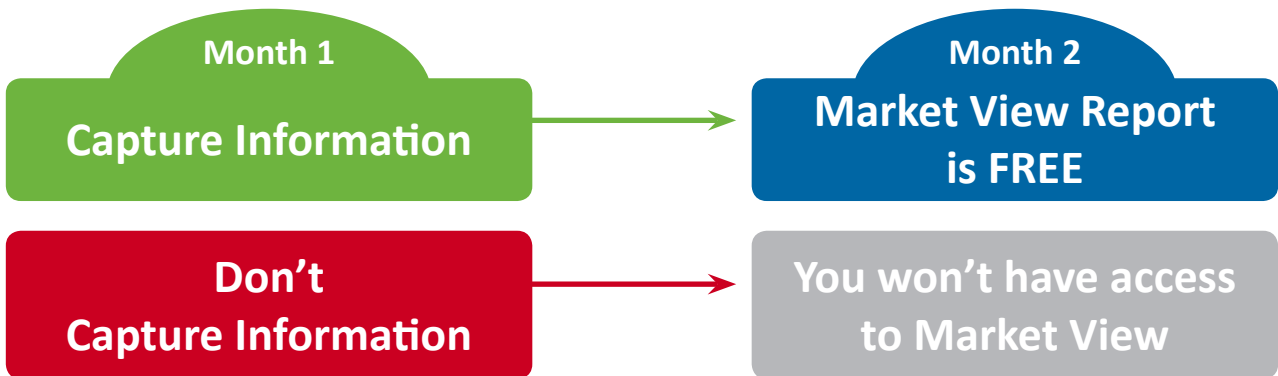 Month 1
Capture Information
Month 2
Market View Report
is FREE
Don’t
Capture Information
You won’t have access
to Market View